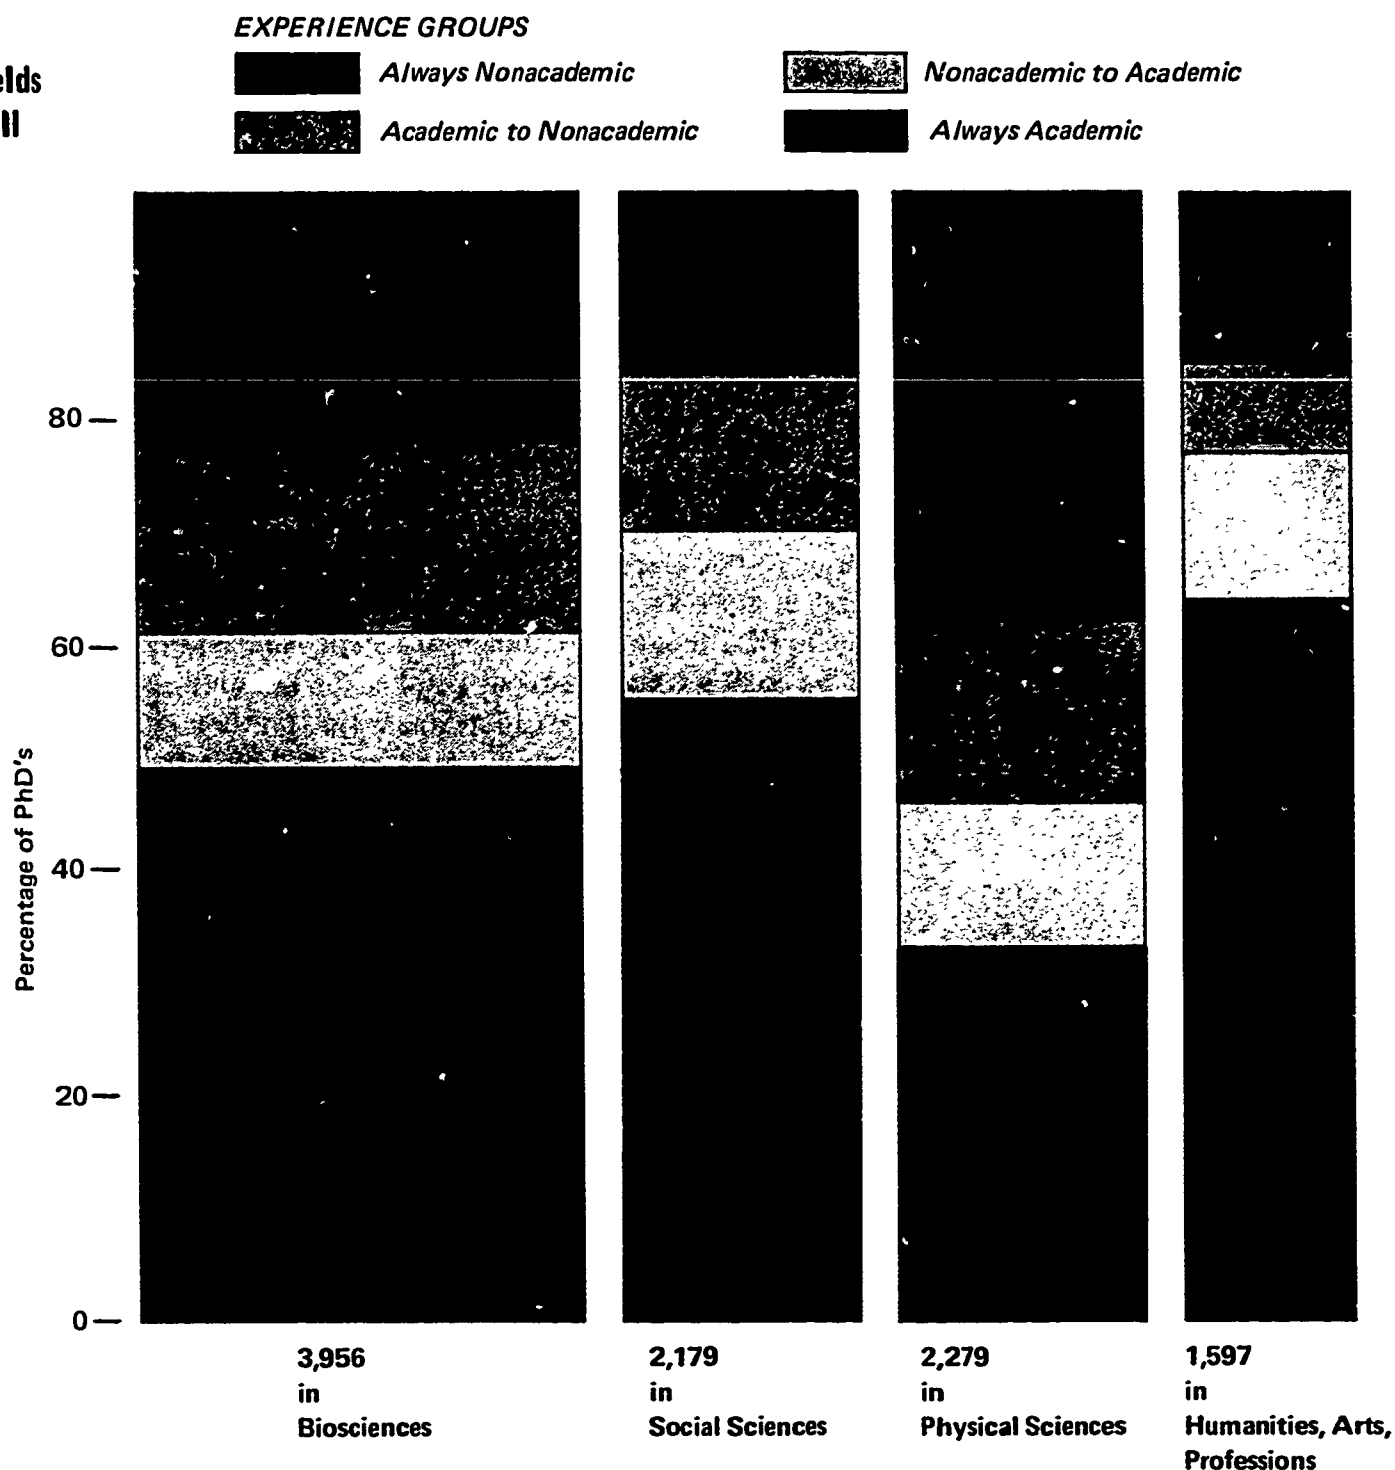 EXPERIENCE GROUPS
Always Nonacademic
Nonacademic to Academic
Academic to Nonacademic
Always Academic
80
60
40
20
0
Percentage of PhD's
3,956
in
Biosciences
2,179
in
Social Sciences
2,279
in
Physical Sciences
1,597
in
Humanities, Arts,
Professions